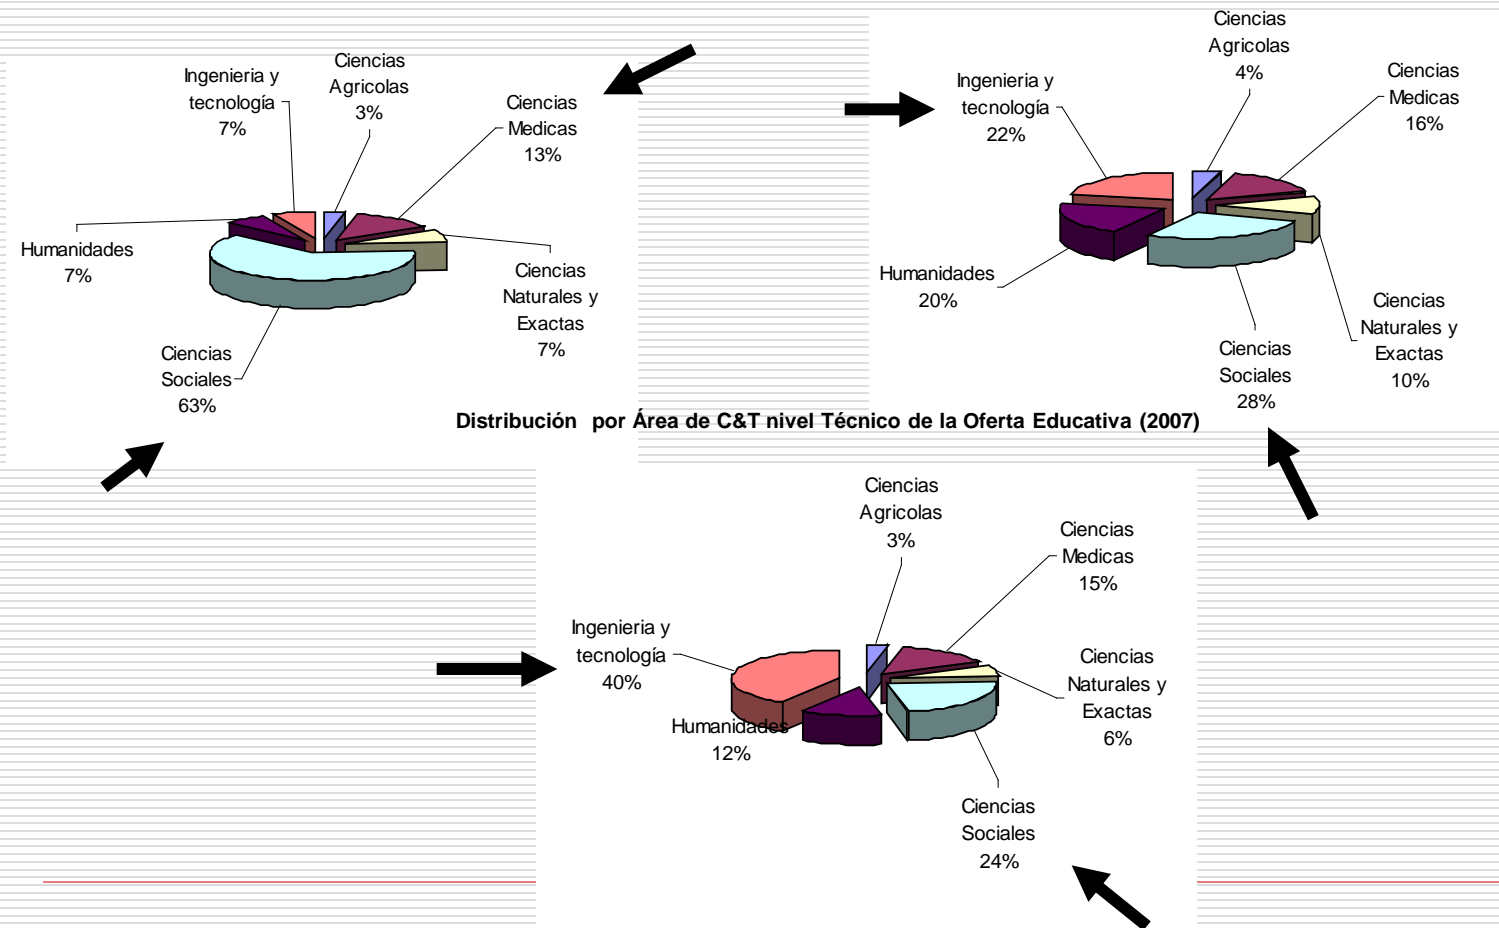 Ingenieria y
tecnología
7%
Ciencias
Agricolas
3%
Ciencias
Medicas
13%
Humanidades
7%
Ciencias
Naturales y
Exactas
7%
Ciencias
Sociales
63%
Ciencias
Agricolas
4%
Ingenieria y
tecnología
22%
Ciencias
Medicas
16%
Humanidades
20%
Ciencias
Naturales y
Exactas
10%
Ciencias
Sociales
28%
Distribución por Área de C&T nivel Técnico de la Oferta Educativa (2007)
Ciencias
Agricolas
3%
Ciencias
Medicas
15%
Ingenieria y
tecnología
40%
Ciencias
Naturales y
Exactas
6%
Humanidades
12%
Ciencias
Sociales
24%